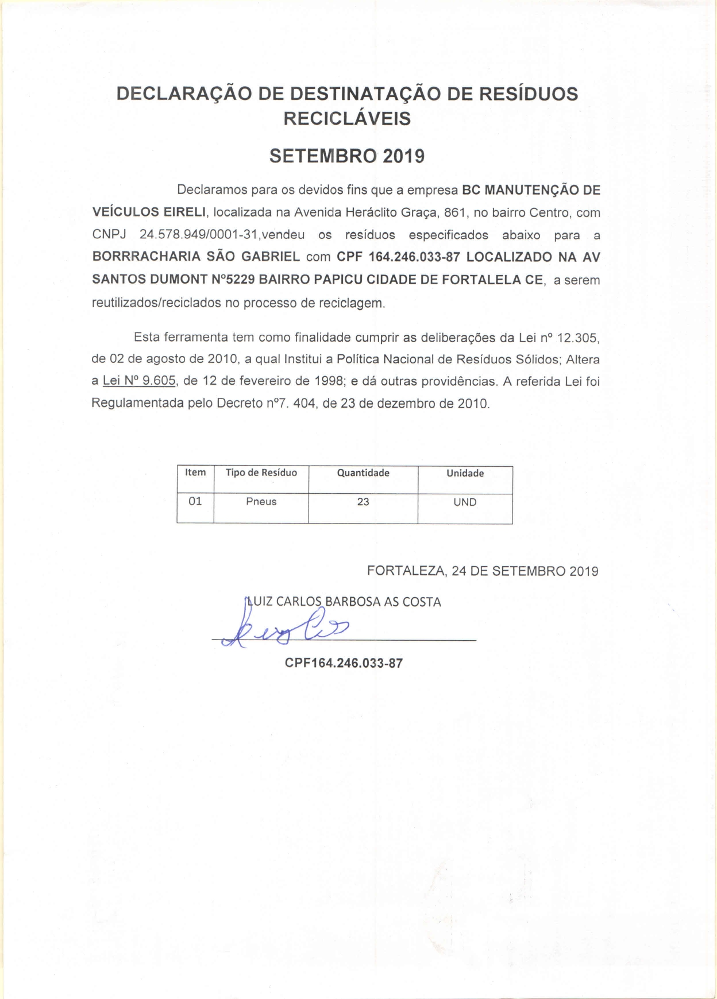 DECLARAÇÃO DE DESTINATAÇÃO DE RESÍDUOS
RECICLÁVEIS
SETEMBRO 2019
Declaramos para os devidos fins que a empresa BC MANUTENÇÃO DE
VEÍCULOS EIRELI, localizada na Avenida Heráclito Graça, 861, no bairro Centro, com
CNPJ 24.578.949/0001-31,vendeu os resíduos especificados abaixo para a
BORRRACHARIA SÃO GABRIEL com CPF 164.246.033-87 LOCALIZADO NA AV
SANTOS DUMONT Nº5229 BAIRRO PAPICU CIDADE DE FORTALELA CE, a serem
reutilizados/reciclados no processo de reciclagem.
Esta ferramenta tem como finalidade cumprir as deliberações da Lei nº 12.305,
de 02 de agosto de 2010, a qual Institui a Política Nacional de Resíduos Sólidos; Altera
a Lei Nº 9.605, de 12 de fevereiro de 1998; e dá outras providências. A referida Lei foi
Regulamentada pelo Decreto nº7. 404, de 23 de dezembro de 2010.
Item Tipo de Resíduo Quantidade Unidade
01 Pneus 23 UND
FORTALEZA, 24 DE SETEMBRO 2019
LUIZ CARLOS BARBOSA AS COSTA
CPF164.246.033-87